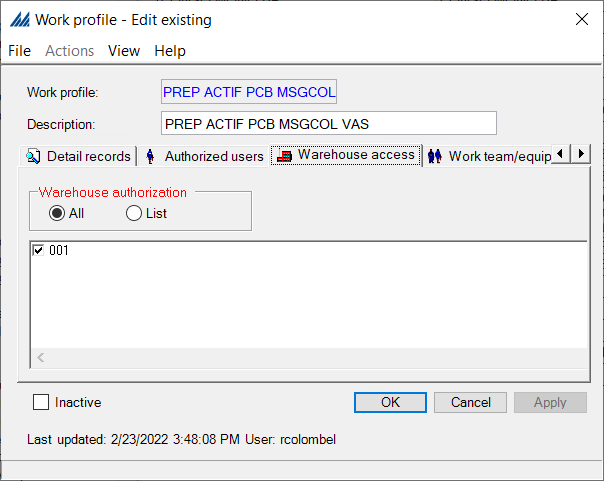 Work profile - Edit existing
File Actions View Help
Work profile: PREP ACTIF PCB MSGCOL
Description: PREP ACTIF PCB MSGCOL VAS
Detail records Authorized users Warehouse access Work team/equip
Warehouse authorization
All List
001
Inactive OK Cancel Apply
Last updated: 2/23/2022 3:48:08 PM User: rcolombel